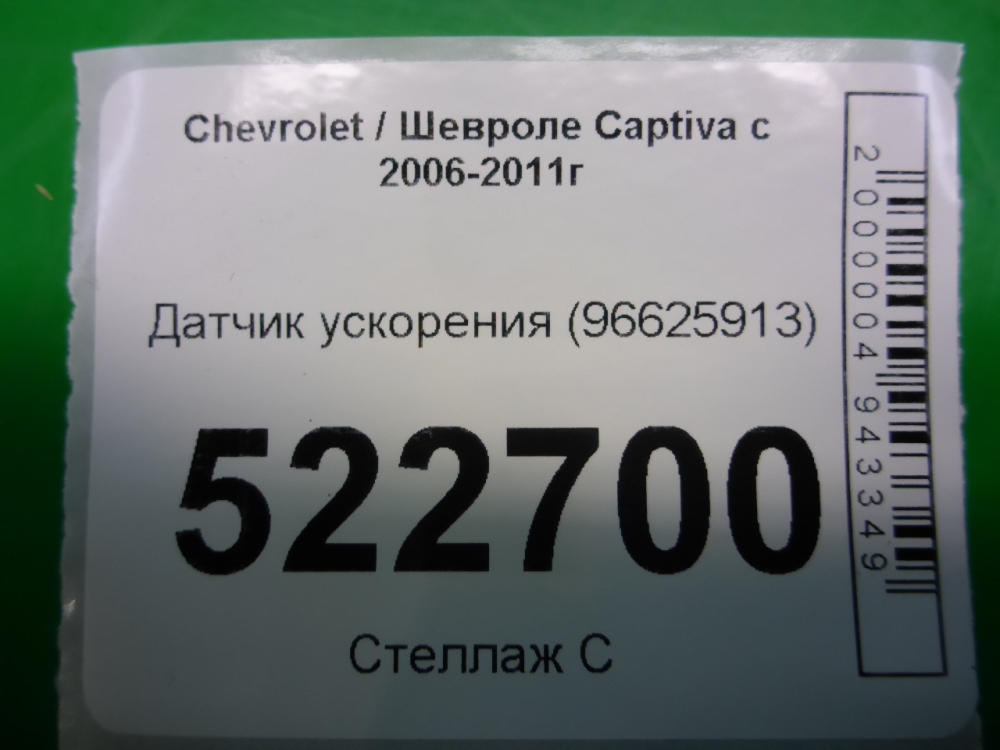 Chevrolet / Шевроле Captiva с
2006-2011г
Датчик ускорения (96625913)
522700
Стеллаж С
2000004943349